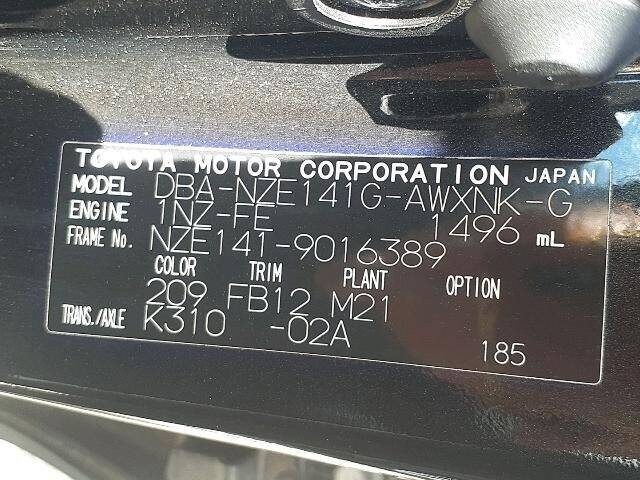 TOYOTA MOTOR CORPORATION JAPAN
MODEL DBA-NZE141G-AWXNK-G
ENGINE 1NZ-FE 1496 mL
FRAME No. NZE141-9016389
COLOR TRIM PLANT OPTION
209 FB12 M21
TRANS./AXLE K310 -02A
185